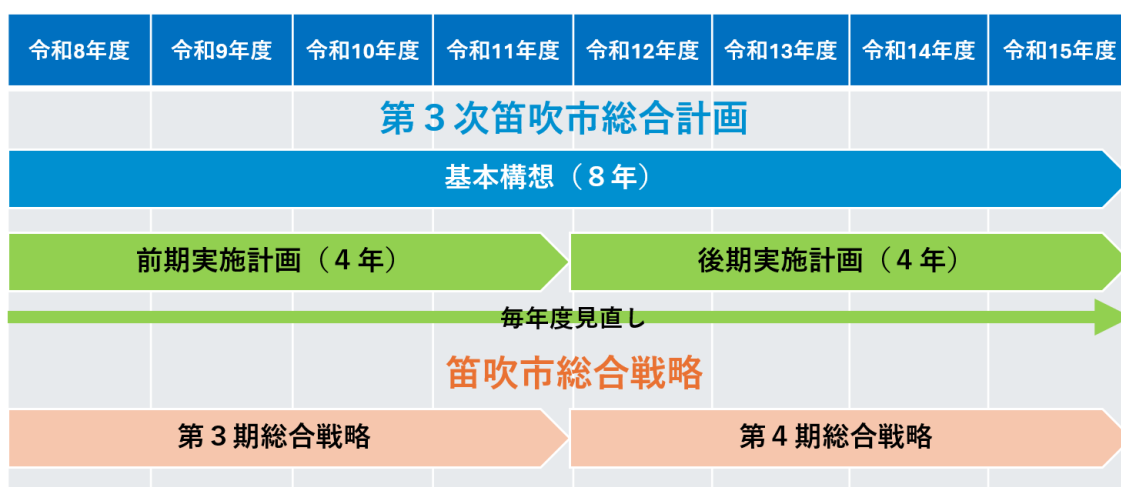 令和8年度 令和9年度 令和10年度 令和11年度 令和12年度 令和13年度 令和14年度 令和15年度
第３次笛吹市総合計画
基本構想（８年）
前期実施計画（４年） 後期実施計画（４年）
毎年度見直し
笛吹市総合戦略
第３期総合戦略 第４期総合戦略